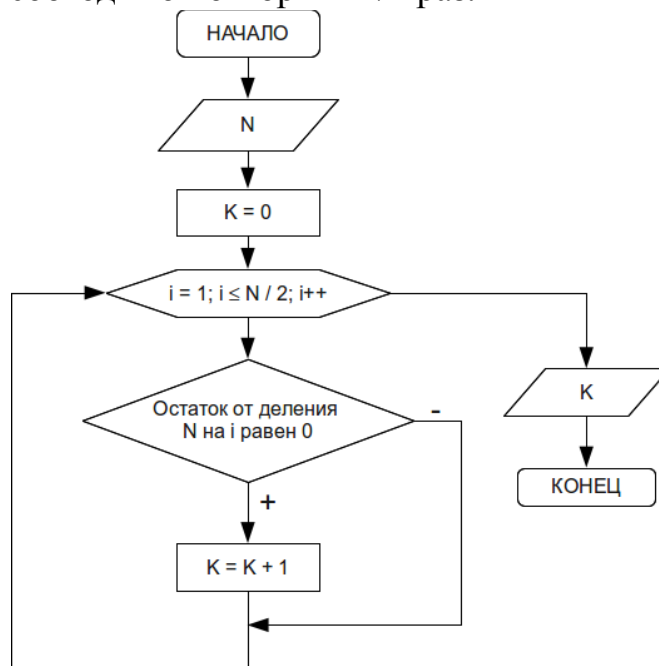 НАЧАЛО
N
K = 0
i = 1; i ≤ N / 2; i++
Остаток от деления
N на i равен 0
-
+
K = K + 1
K
КОНЕЦ